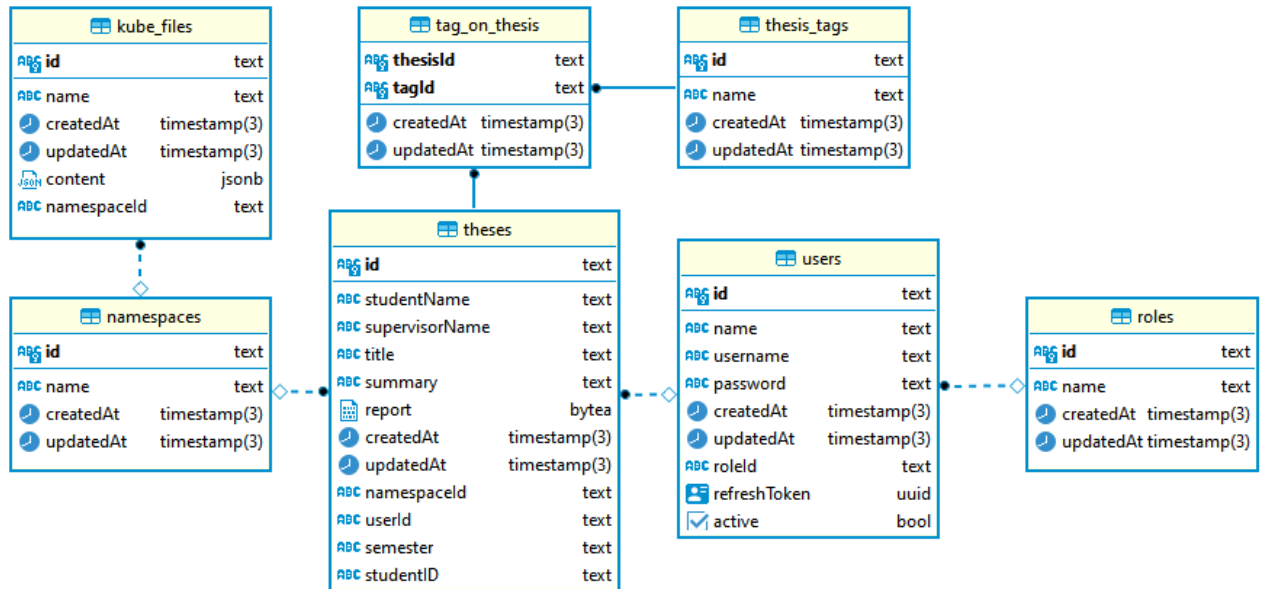 kube_files
id text
name text
createdAt timestamp(3)
updatedAt timestamp(3)
JSON content jsonb
namespaceId text
tag_on_thesis
thesisId text
tagId text
createdAt timestamp(3)
updatedAt timestamp(3)
thesis_tags
id text
name text
createdAt timestamp(3)
updatedAt timestamp(3)
namespaces
id text
name text
createdAt timestamp(3)
updatedAt timestamp(3)
theses
id text
studentName text
supervisorName text
title text
summary text
report bytea
createdAt timestamp(3)
updatedAt timestamp(3)
namespaceId text
userId text
semester text
studentID text
users
id text
name text
username text
password text
createdAt timestamp(3)
updatedAt timestamp(3)
roleId text
refreshToken uuid
active bool
roles
id text
name text
createdAt timestamp(3)
updatedAt timestamp(3)